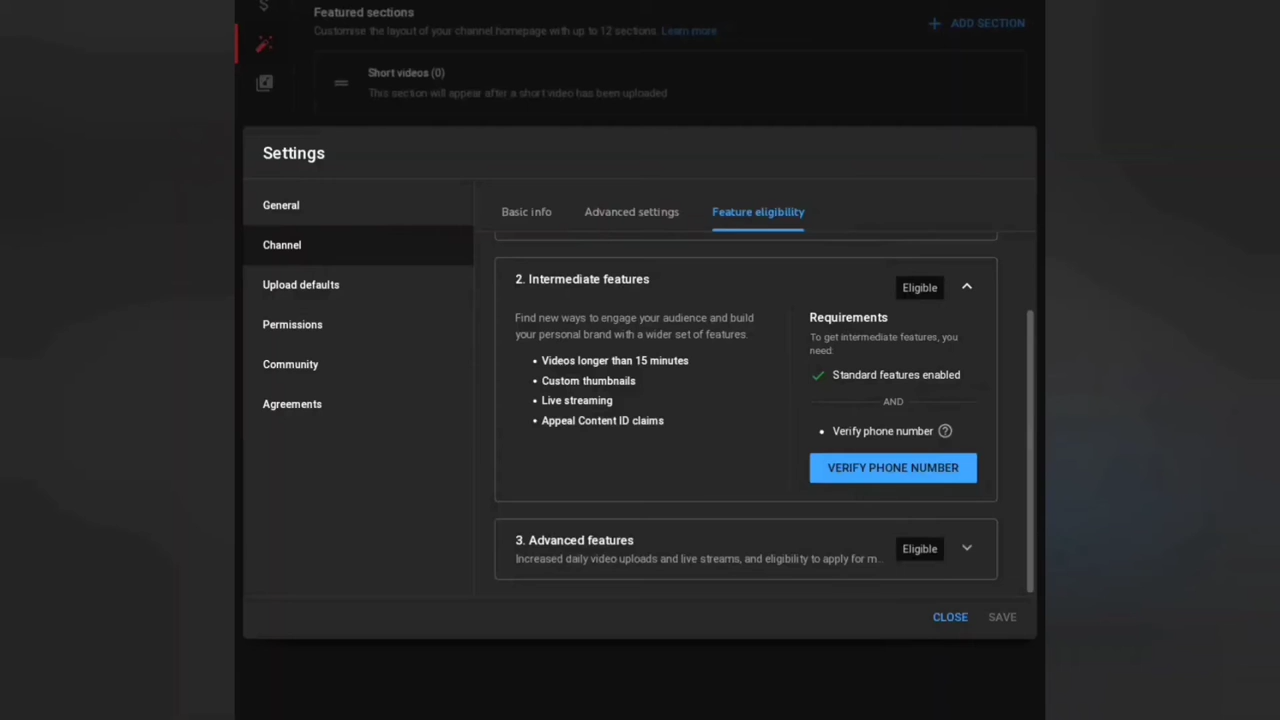 $
Featured sections
Customise the layout of your channel homepage with up to 12 sections. Learn more
+ ADD SECTION
Short videos (0)
This section will appear after a short video has been uploaded
Settings
General
Channel
Upload defaults
Permissions
Community
Agreements
Basic info
Advanced settings
Feature eligibility
2. Intermediate features
Eligible
Find new ways to engage your audience and build
your personal brand with a wider set of features.
• Videos longer than 15 minutes
• Custom thumbnails
• Live streaming
• Appeal Content ID claims
Requirements
To get intermediate features, you
need:
Standard features enabled
AND
• Verify phone number ?
VERIFY PHONE NUMBER
3. Advanced features
Increased daily video uploads and live streams, and eligibility to apply for m...
Eligible
CLOSE
SAVE